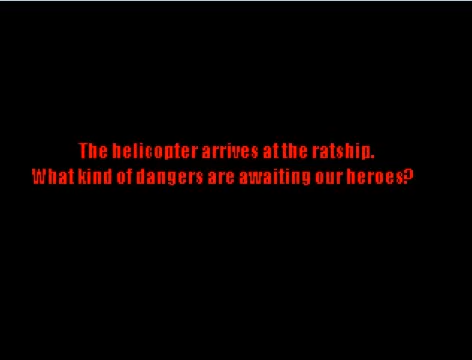 The helicopter arrives at the ratship.
What kind of dangers are awaiting our heroes?